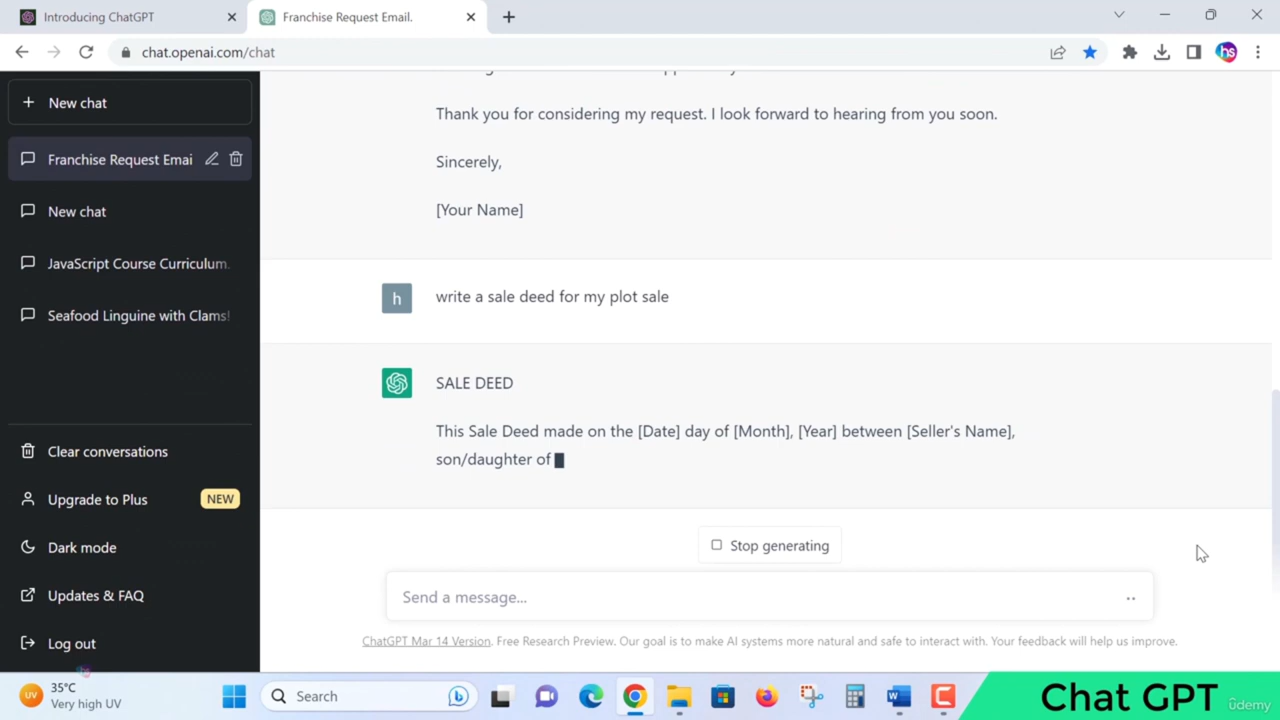 Introducing ChatGPT
Franchise Request Email.
chat.openai.com/chat
hs
New chat
Franchise Request Emai
New chat
JavaScript Course Curriculum.
Seafood Linguine with Clams!
Clear conversations
Upgrade to Plus NEW
Dark mode
Updates & FAQ
Log out
Thank you for considering my request. I look forward to hearing from you soon.
Sincerely,
[Your Name]
h
write a sale deed for my plot sale
SALE DEED
This Sale Deed made on the [Date] day of [Month], [Year] between [Seller's Name],
son/daughter of
Stop generating
Send a message...
ChatGPT Mar 14 Version. Free Research Preview. Our goal is to make AI systems more natural and safe to interact with. Your feedback will help us improve.
UV
35°C
Very high UV
Search
Chat GPT
ûdemy